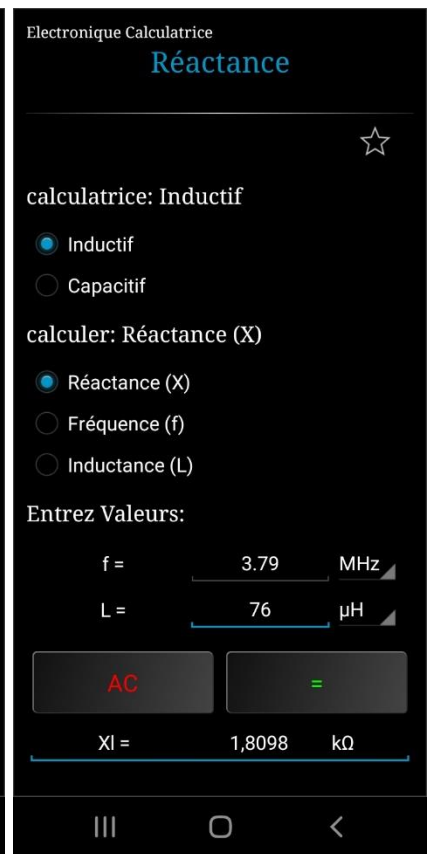 Electronique Calculatrice
Réactance
calculatrice: Inductif
Inductif
Capacitif
calculer: Réactance (X)
Réactance (X)
Fréquence (f)
Inductance (L)
Entrez Valeurs:
f = 3.79 MHz
L = 76 µH
AC =
Xl = 1,8098 kΩ